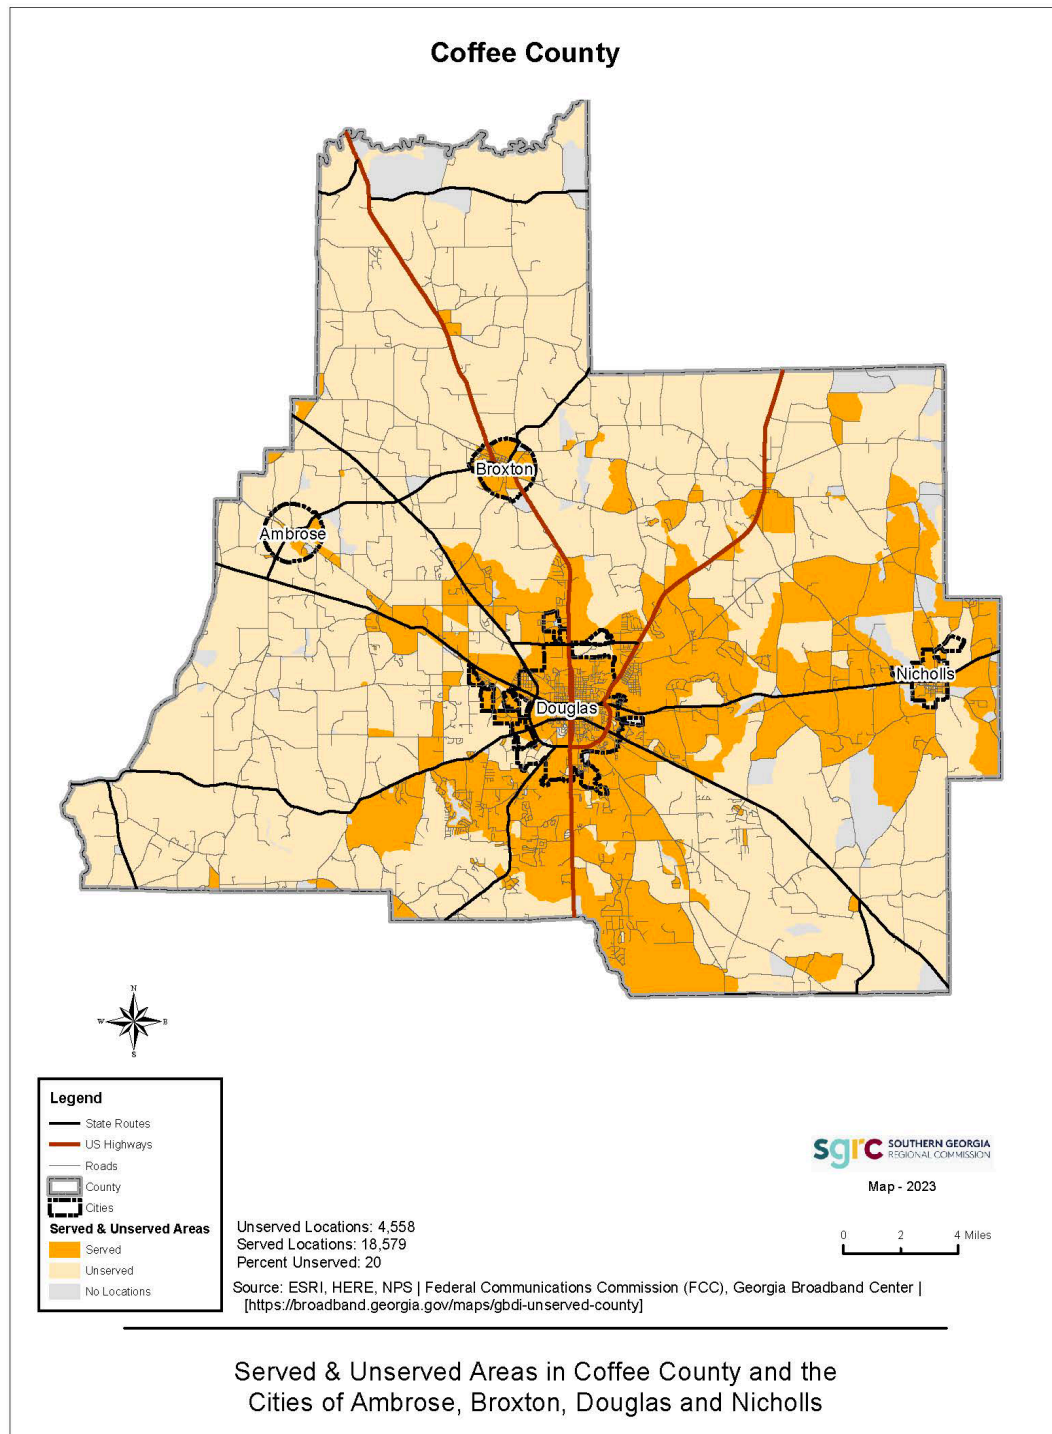 Coffee County
Broxton
Ambrose
Nicholls
Douglas
N
W
E
S
Legend
State Routes
US Highways
Roads
County
Cities
Served & Unserved Areas
Served
Unserved
No Locations
Unserved Locations: 4,558
Served Locations: 18,579
Percent Unserved: 20
sgrc SOUTHERN GEORGIA
REGIONAL COMMISSION
Map - 2023
0 2 4 Miles
Source: ESRI, HERE, NPS | Federal Communications Commission (FCC), Georgia Broadband Center |
[https://broadband.georgia.gov/maps/gbdi-unserved-county]
Served & Unserved Areas in Coffee County and the
Cities of Ambrose, Broxton, Douglas and Nicholls